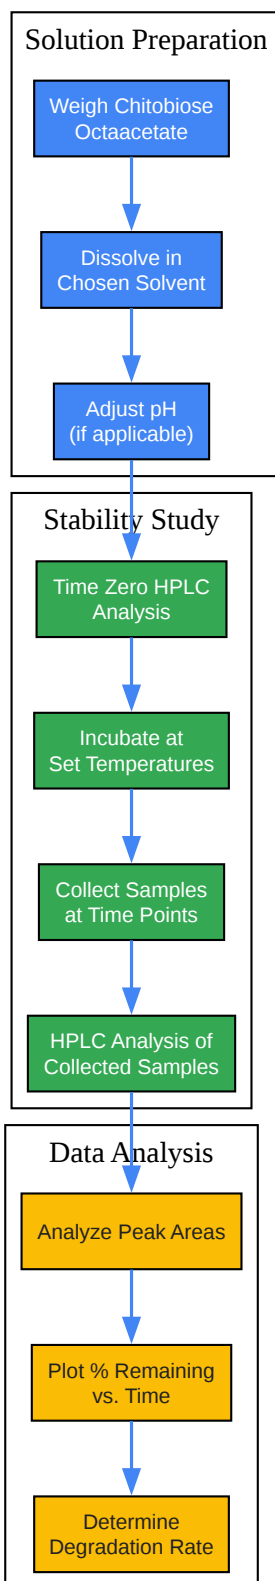 Solution Preparation
Weigh Chitobiose
Octaacetate
Dissolve in
Chosen Solvent
Adjust pH
(if applicable)
Stability Study
Time Zero HPLC
Analysis
Incubate at
Set Temperatures
Collect Samples
at Time Points
HPLC Analysis of
Collected Samples
Data Analysis
Analyze Peak Areas
Plot % Remaining
vs. Time
Determine
Degradation Rate